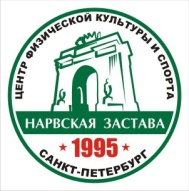 ЦЕНТР ФИЗИЧЕСКОЙ КУЛЬТУРЫ И СПОРТА
НАРВСКАЯ ЗАСТАВА
1995
САНКТ-ПЕТЕРБУРГ